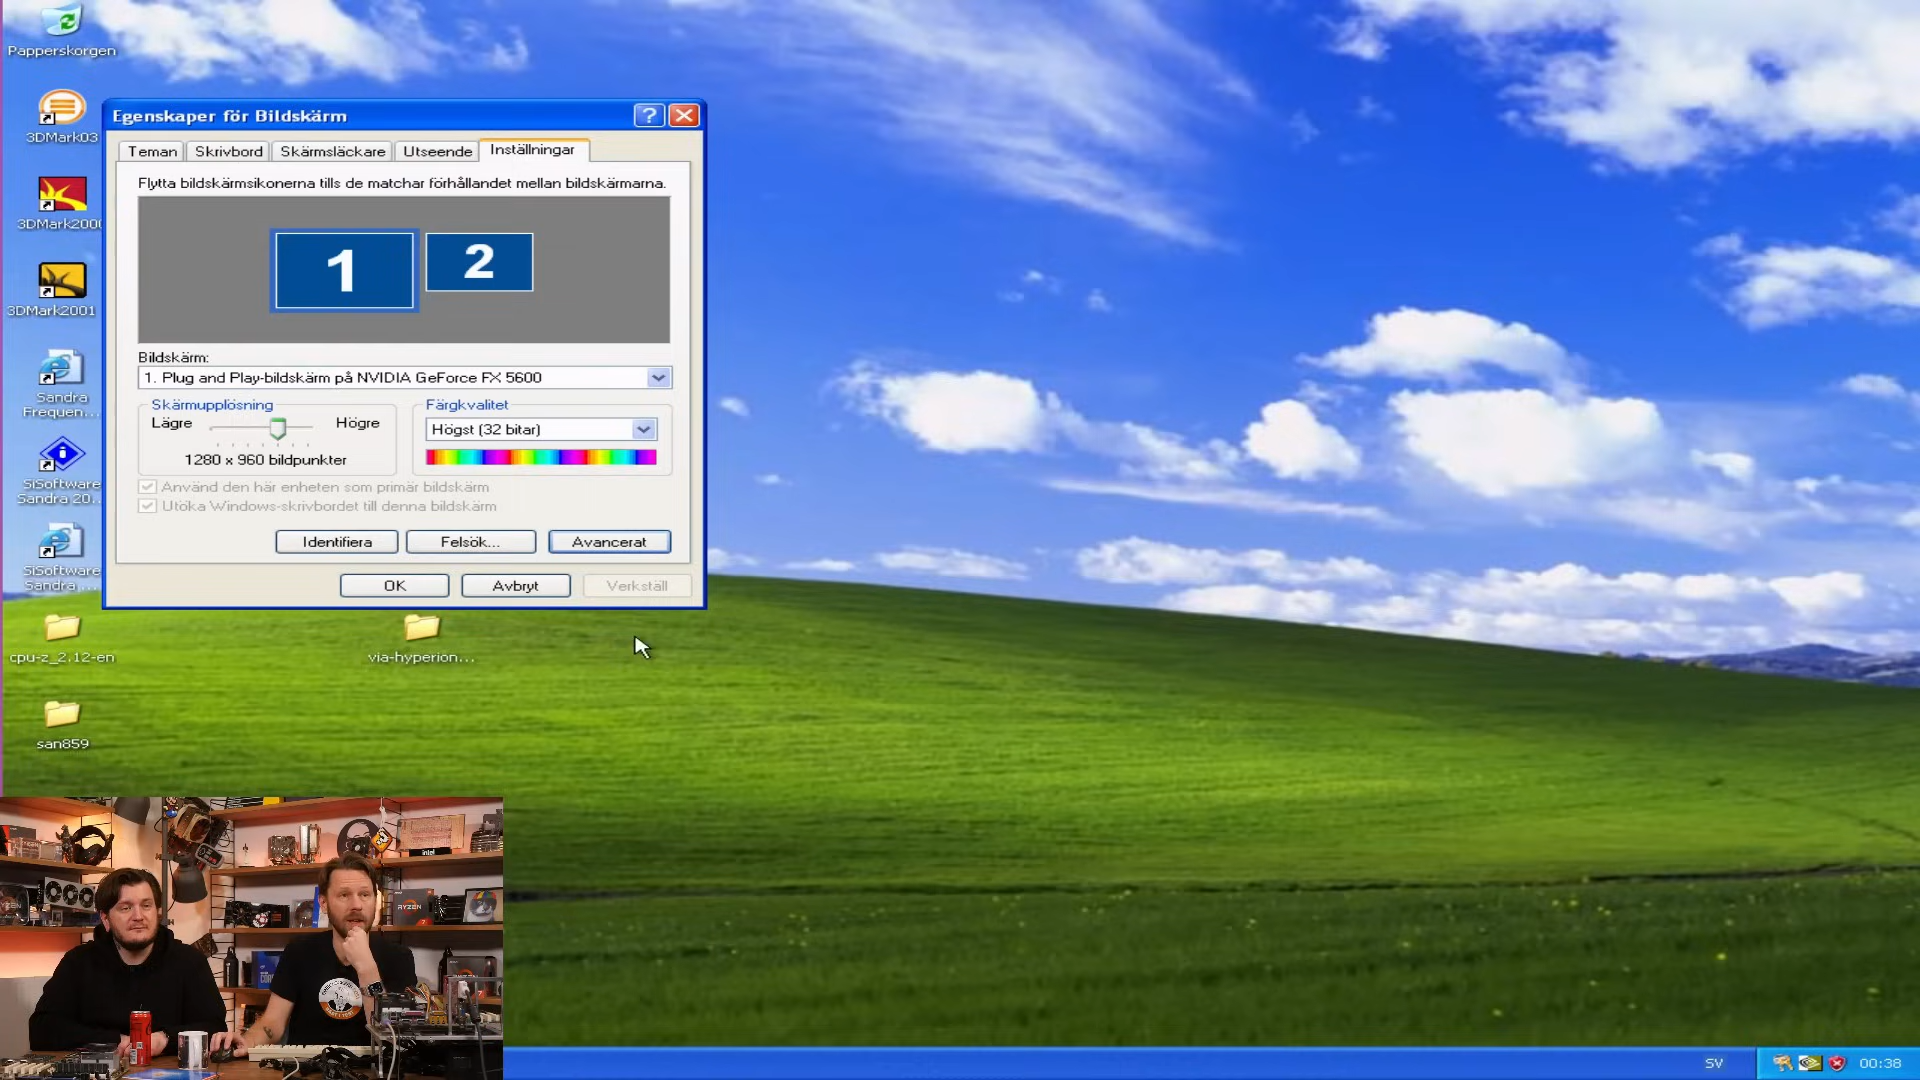 Papperskorgen
3DMark03
3DMark200
3DMark2001
Sandra
Frequen...
SiSoftware
Sandra 20...
SiSoftware
Sandra ...
cpu-z_2.12-en
san859
via-hyperion...
Egenskaper för Bildskärm
Teman
Skrivbord
Skärmsläckare
Utseende
Inställningar
Flytta bildskärmsikonerna tills de matchar förhållandet mellan bildskärmarna.
1
2
Bildskärm:
1. Plug and Play-bildskärm på NVIDIA GeForce FX 5600
Skärmupplösning
Lägre
Högre
1280 x 960 bildpunkter
Färgkvalitet
Högst (32 bitar)
Använd den här enheten som primär bildskärm
Utöka Windows-skrivbordet till denna bildskärm
Identifiera
Felsök...
Avancerat
OK
Avbryt
Verkställ
intel
RYZEN
SV
00:38